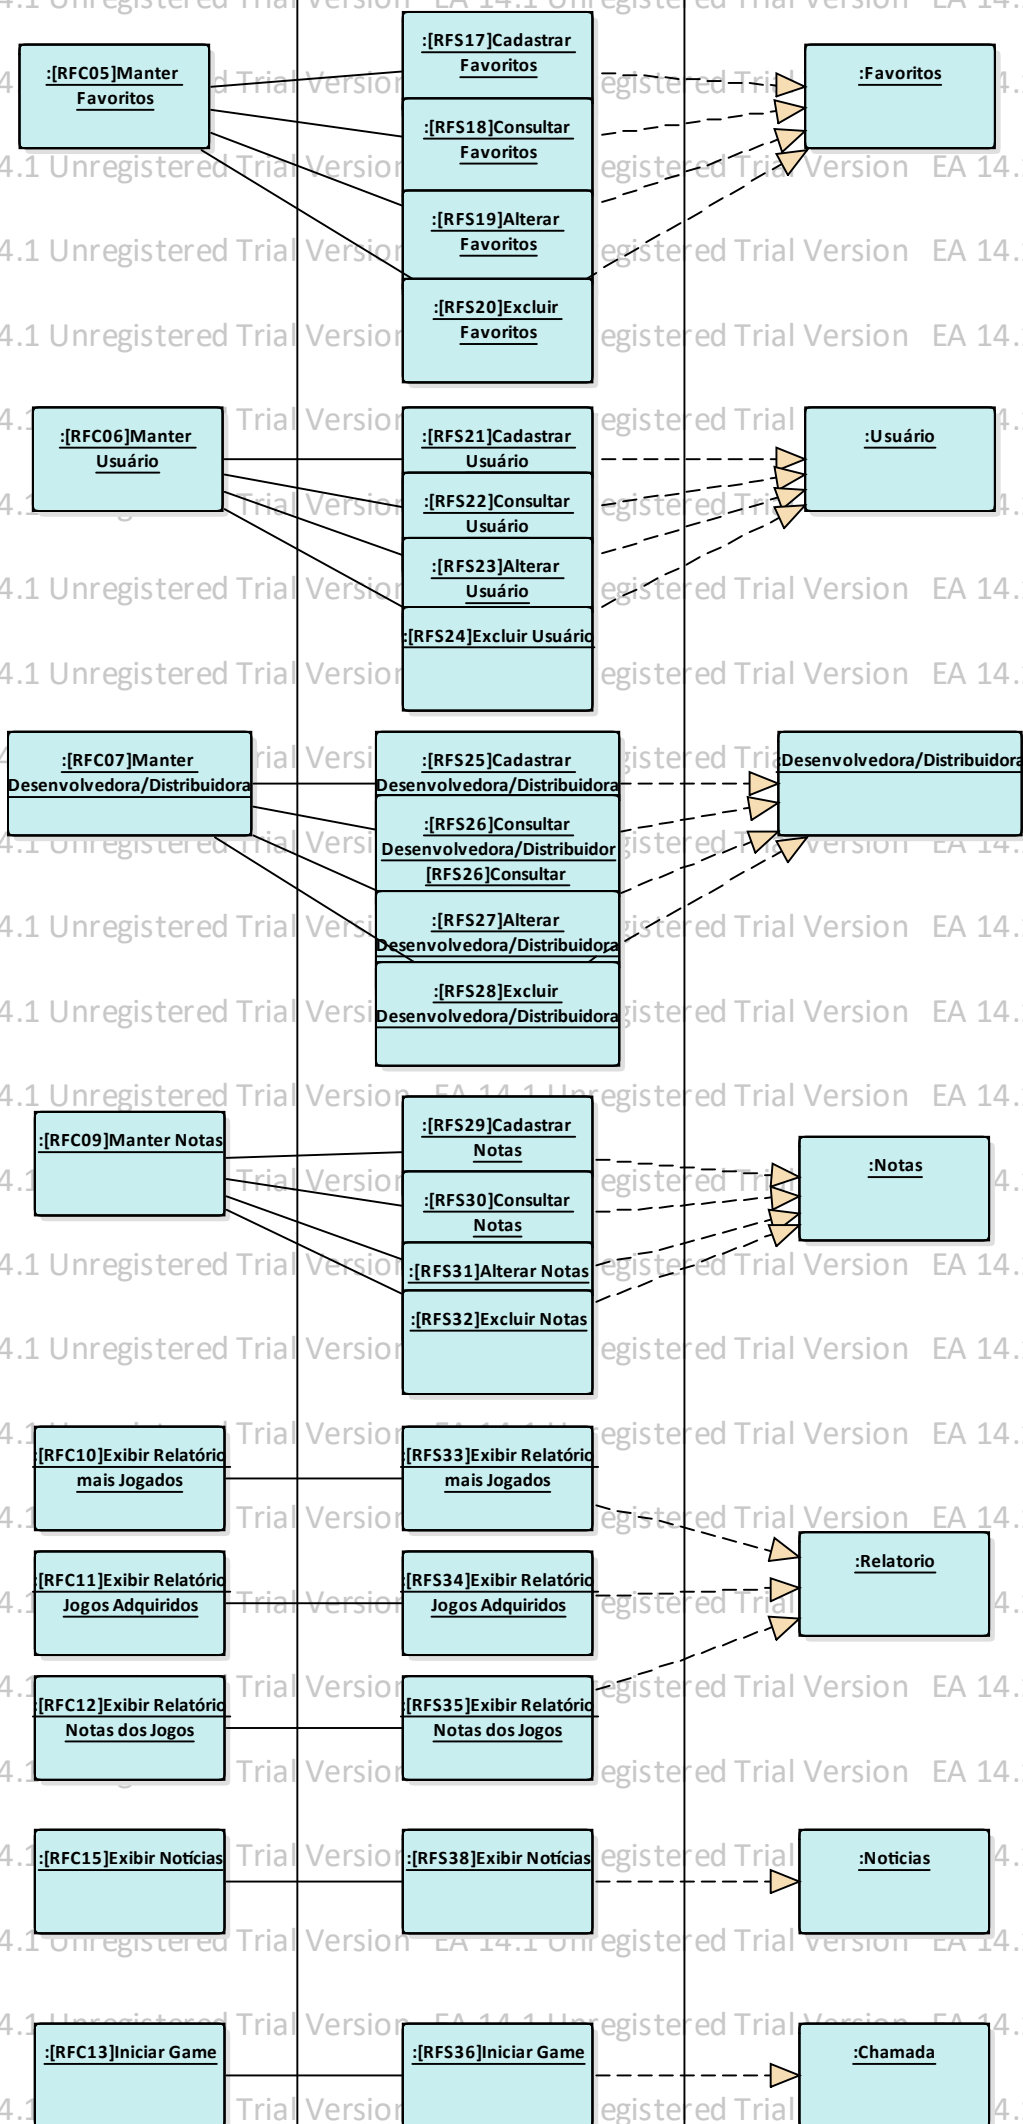 :[RFC05]Manter
Favoritos
:[RFS17]Cadastrar
Favoritos
:[RFS18]Consultar
Favoritos
:[RFS19]Alterar
Favoritos
:[RFS20]Excluir
Favoritos
:Favoritos
:[RFC06]Manter
Usuário
:[RFS21]Cadastrar
Usuário
:[RFS22]Consultar
Usuário
:[RFS23]Alterar
Usuário
:[RFS24]Excluir Usuário
:Usuário
:[RFC07]Manter
Desenvolvedora/Distribuidora
:[RFS25]Cadastrar
Desenvolvedora/Distribuidora
:[RFS26]Consultar
Desenvolvedora/Distribuidor
[RFS26]Consultar
:[RFS27]Alterar
Desenvolvedora/Distribuidora
:[RFS28]Excluir
Desenvolvedora/Distribuidora
:Desenvolvedora/Distribuidora
:[RFC09]Manter Notas
:[RFS29]Cadastrar
Notas
:[RFS30]Consultar
Notas
:[RFS31]Alterar Notas
:[RFS32]Excluir Notas
:Notas
:[RFC10]Exibir Relatório
mais Jogados
:[RFS33]Exibir Relatório
mais Jogados
:[RFC11]Exibir Relatório
Jogos Adquiridos
:[RFS34]Exibir Relatório
Jogos Adquiridos
:Relatorio
:[RFC12]Exibir Relatório
Notas dos Jogos
:[RFS35]Exibir Relatório
Notas dos Jogos
:[RFC15]Exibir Notícias
:[RFS38]Exibir Notícias
:Noticias
:[RFC13]Iniciar Game
:[RFS36]Iniciar Game
:Chamada
EA 14.1 Unregistered Trial Version